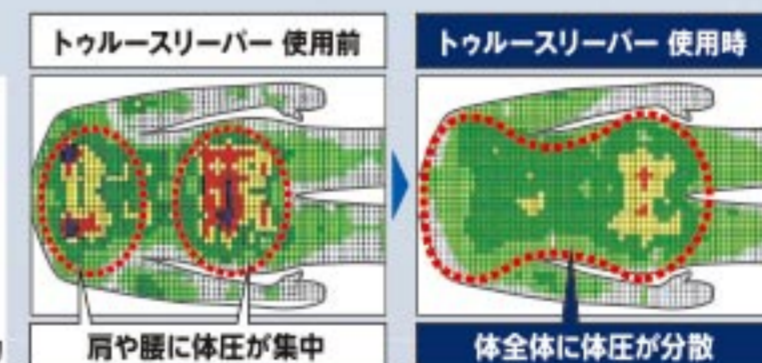 トゥルースリーパー 使用前
トゥルースリーパー 使用時
肩や腰に体圧が集中
体全体に体圧が分散